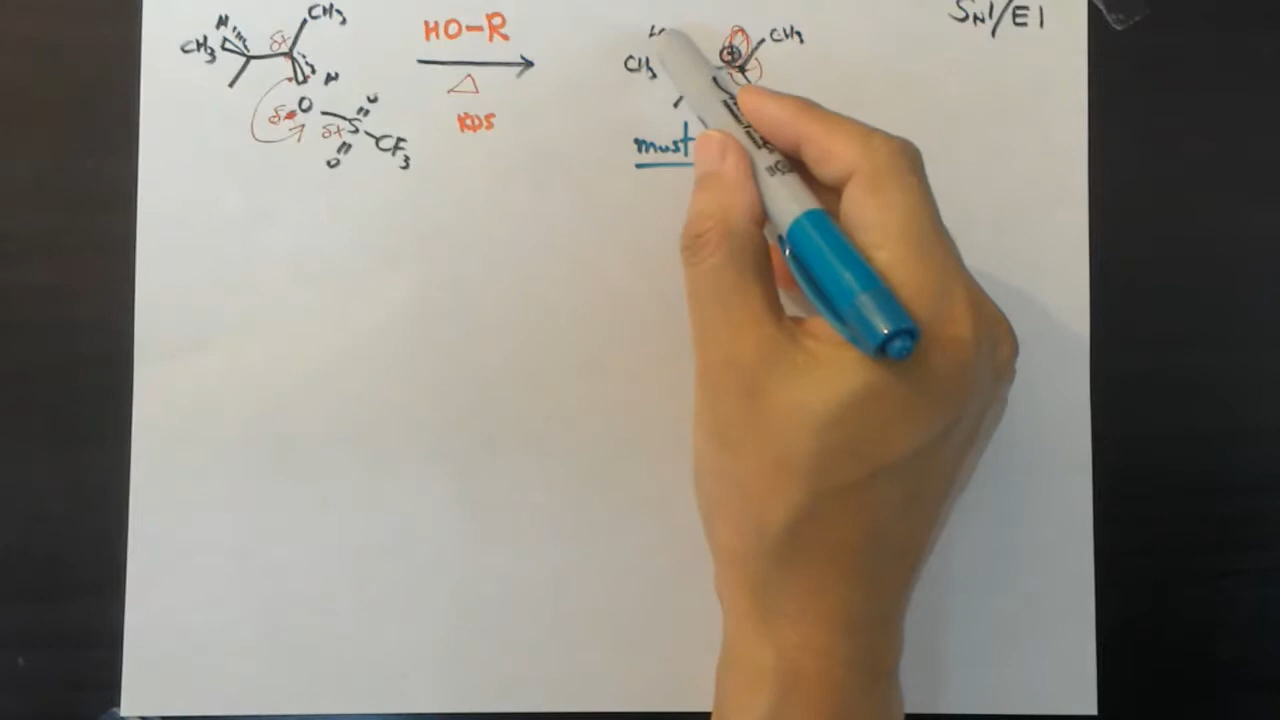 SN1/E1
CH3
H
CH3
δ+
H
HO-R
△
RDS
O
δ-
δ+
S
O
O
CF3
H
CH3
⊕
CH3
must